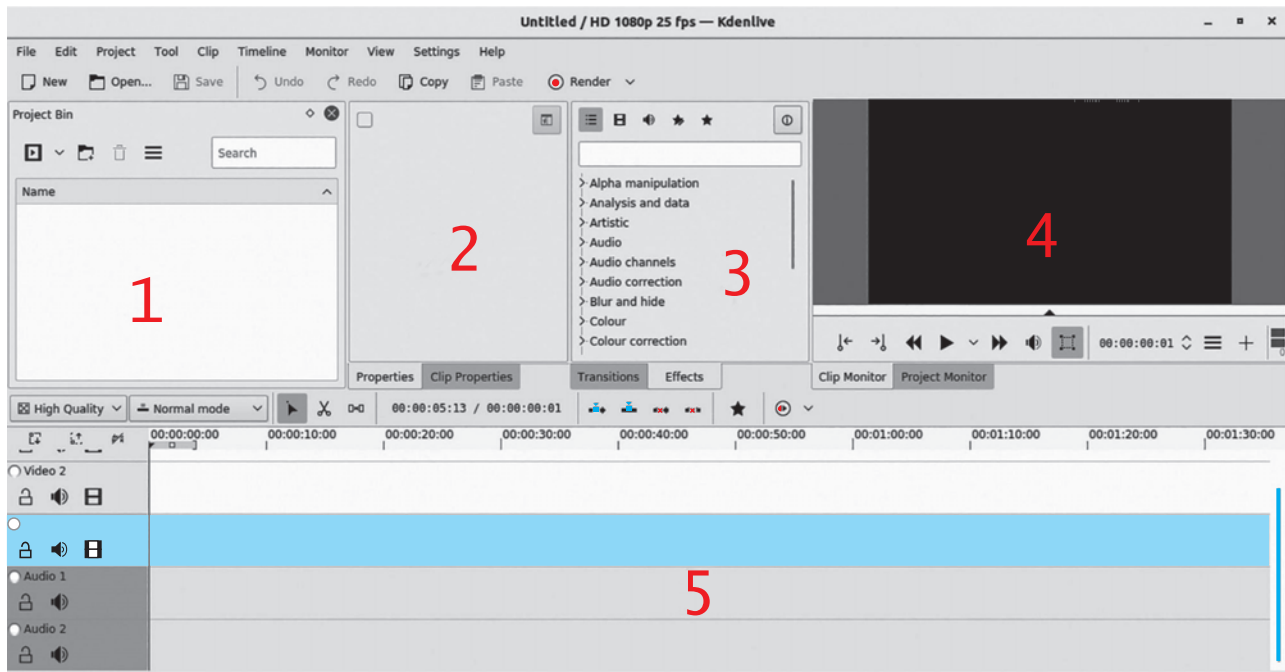 Untitled / HD 1080p 25 fps — Kdenlive
File Edit Project Tool Clip Timeline Monitor View Settings Help
New Open... Save Undo Redo Copy Paste Render
Project Bin
Search
Name
1
2
Alpha manipulation
Analysis and data
Artistic
Audio
Audio channels
Audio correction
Blur and hide
Colour
Colour correction
3
4
00:00:00:01
0
Properties Clip Properties
Transitions Effects
Clip Monitor Project Monitor
High Quality Normal mode 00:00:05:13 / 00:00:00:01
00:00:00:00 00:00:10:00 00:00:20:00 00:00:30:00 00:00:40:00 00:00:50:00 00:01:00:00 00:01:10:00 00:01:20:00 00:01:30:00
Video 2
Audio 1
5
Audio 2